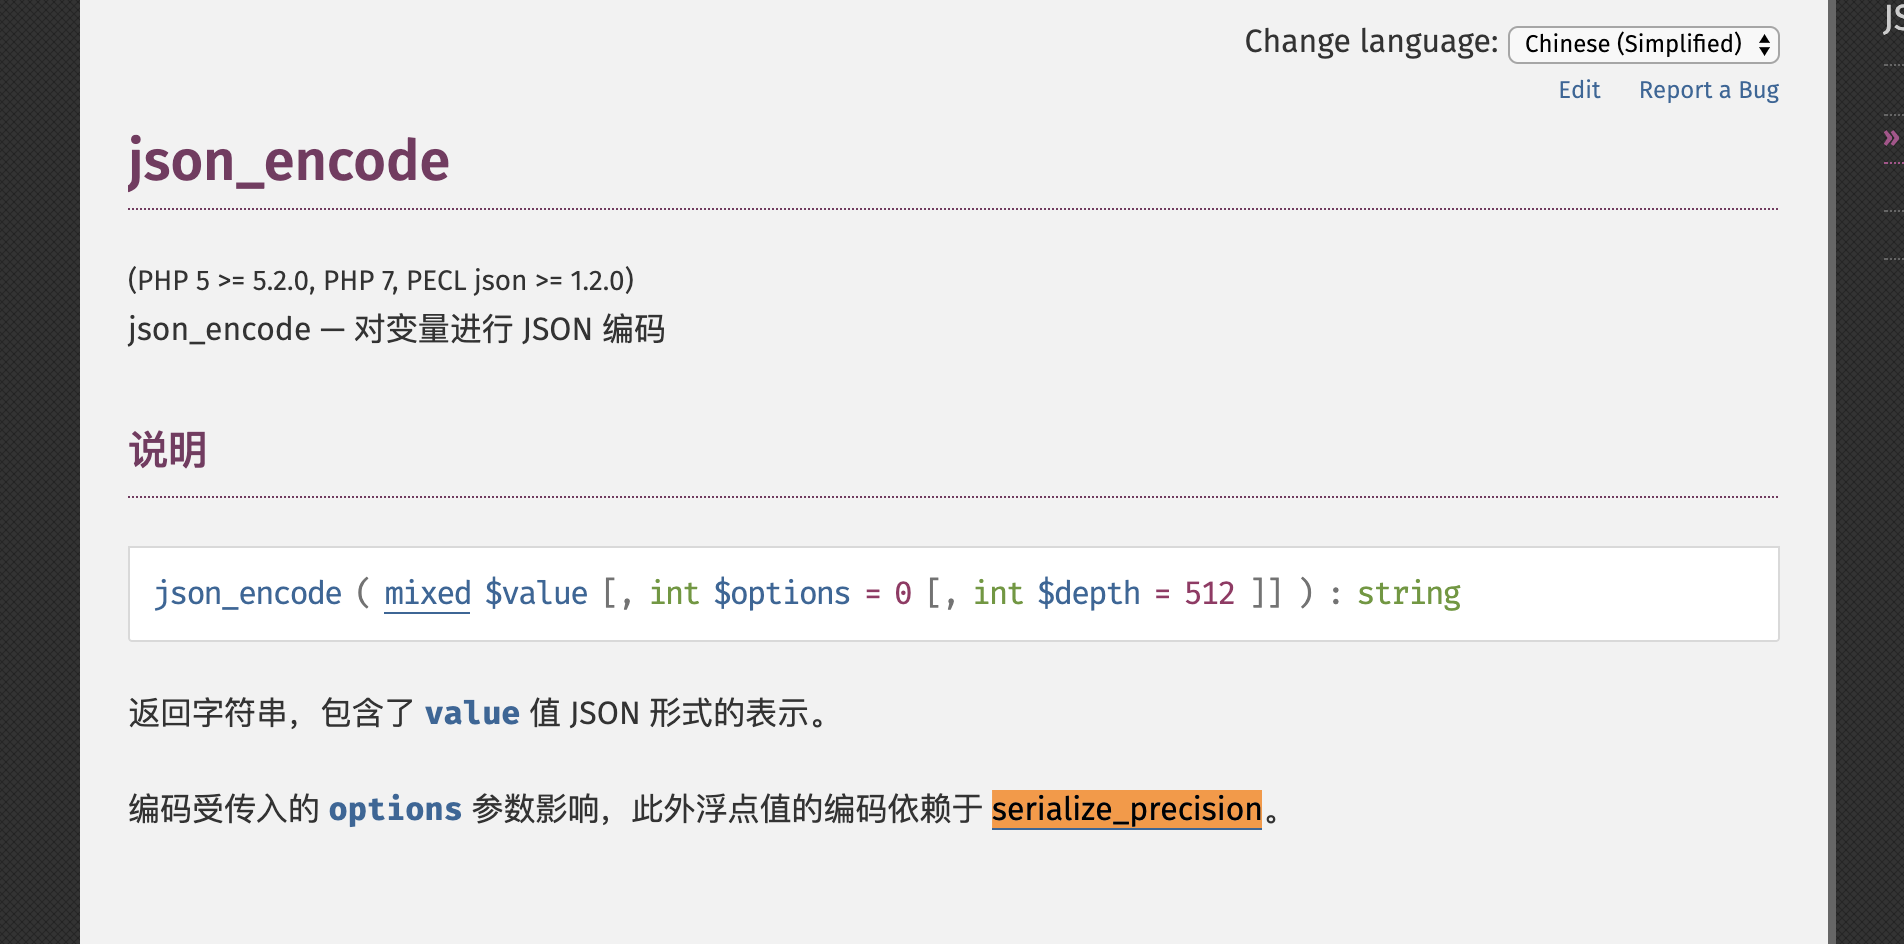 JS
Change language: Chinese (Simplified)
Edit Report a Bug
»
json_encode
(PHP 5 >= 5.2.0, PHP 7, PECL json >= 1.2.0)
json_encode — 对变量进行 JSON 编码
说明
json_encode ( mixed $value [, int $options = 0 [, int $depth = 512 ]] ) : string
返回字符串，包含了 value 值 JSON 形式的表示。
编码受传入的 options 参数影响，此外浮点值的编码依赖于 serialize_precision。